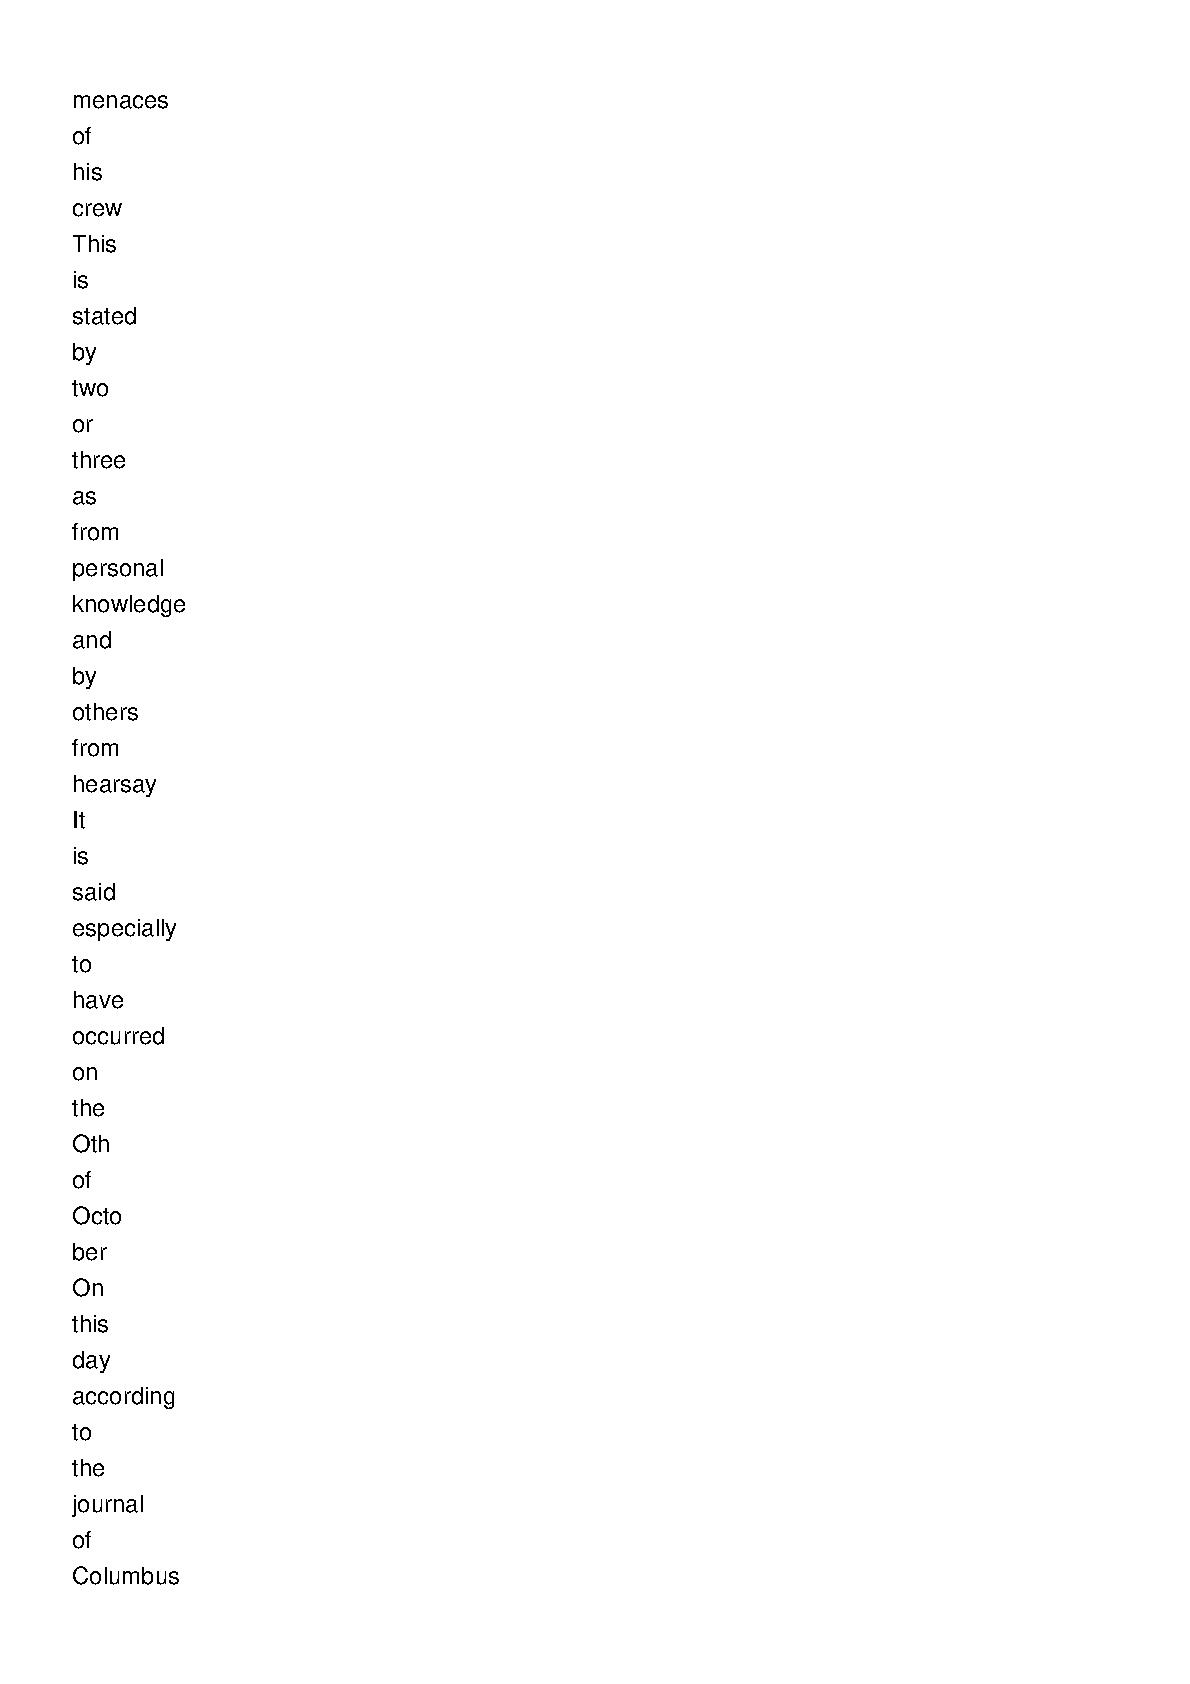 menaces
of
his
crew
This
is
stated
by
two
or
three
as
from
personal
knowledge
and
by
others
from
hearsay
It
is
said
especially
to
have
occurred
on
the
Oth
of
Octo
ber
On
this
day
according
to
the
journal
of
Columbus